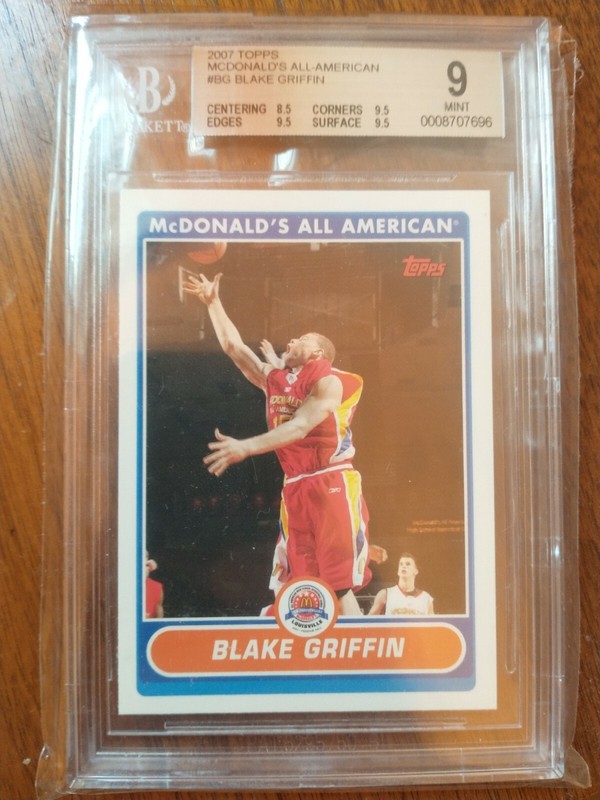 2007 TOPPS
MCDONALD'S ALL-AMERICAN
#BG BLAKE GRIFFIN
CENTERING 8.5 CORNERS 9.5
EDGES 9.5 SURFACE 9.5
9
MINT
0008707696
B
BECKETT
McDONALD'S ALL AMERICAN®
Topps
LOUISVILLE
BLAKE GRIFFIN